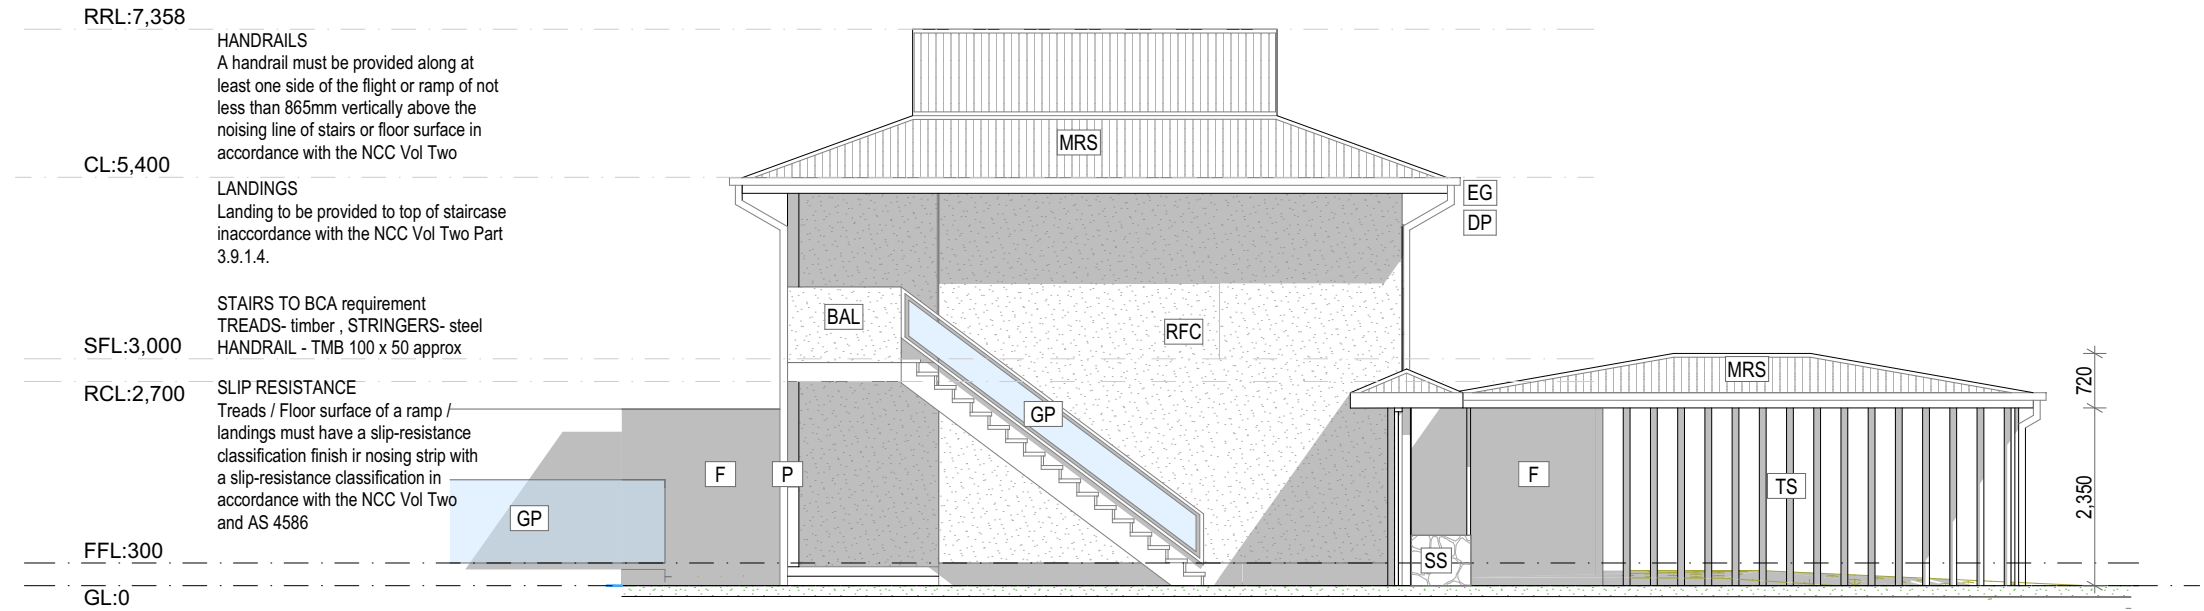 RRL:7,358
HANDRAILS
A handrail must be provided along at
least one side of the flight or ramp of not
less than 865mm vertically above the
noising line of stairs or floor surface in
accordance with the NCC Vol Two
MRS
CL:5,400
LANDINGS
Landing to be provided to top of staircase
inaccordance with the NCC Vol Two Part
3.9.1.4.
EG
DP
STAIRS TO BCA requirement
TREADS- timber , STRINGERS- steel
HANDRAIL - TMB 100 x 50 approx
BAL
RFC
SFL:3,000
RCL:2,700
SLIP RESISTANCE
Treads / Floor surface of a ramp /
landings must have a slip-resistance
classification finish ir nosing strip with
a slip-resistance classification in
accordance with the NCC Vol Two
and AS 4586
MRS
720
GP
F
P
F
TS
2,350
GP
SS
FFL:300
GL:0